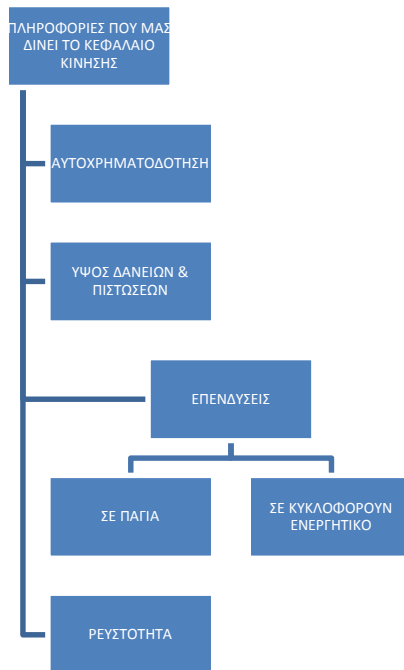 ΠΛΗΡΟΦΟΡΙΕΣ ΠΟΥ ΜΑΣ
ΔΙΝΕΙ ΤΟ ΚΕΦΑΛΑΙΟ
ΚΙΝΗΣΗΣ
ΑΥΤΟΧΡΗΜΑΤΟΔΟΤΗΣΗ
ΥΨΟΣ ΔΑΝΕΙΩΝ &
ΠΙΣΤΩΣΕΩΝ
ΕΠΕΝΔΥΣΕΙΣ
ΣΕ ΠΑΓΙΑ
ΣΕ ΚΥΚΛΟΦΟΡΟΥΝ
ΕΝΕΡΓΗΤΙΚΟ
ΡΕΥΣΤΟΤΗΤΑ